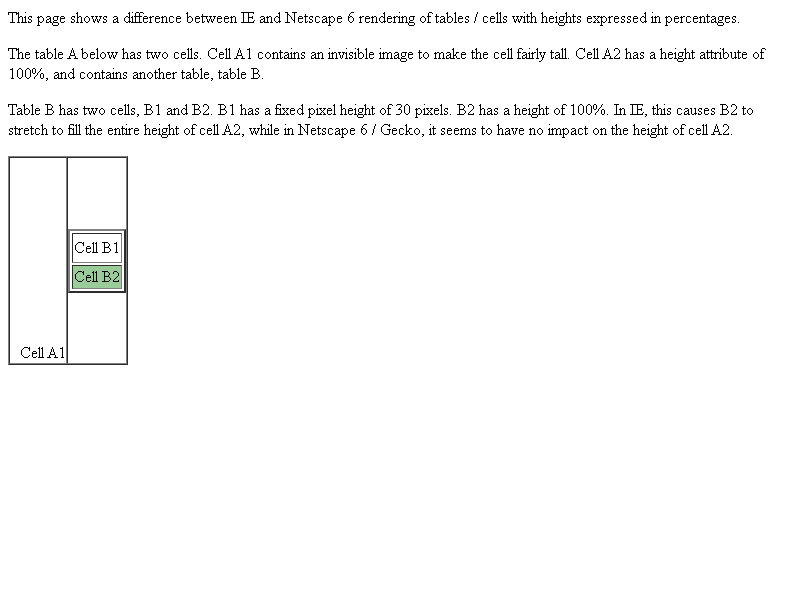 This page shows a difference between IE and Netscape 6 rendering of tables / cells with heights expressed in percentages.
The table A below has two cells. Cell A1 contains an invisible image to make the cell fairly tall. Cell A2 has a height attribute of
100%, and contains another table, table B.
Table B has two cells, B1 and B2. B1 has a fixed pixel height of 30 pixels. B2 has a height of 100%. In IE, this causes B2 to
stretch to fill the entire height of cell A2, while in Netscape 6 / Gecko, it seems to have no impact on the height of cell A2.
Cell B1
Cell B2
Cell A1